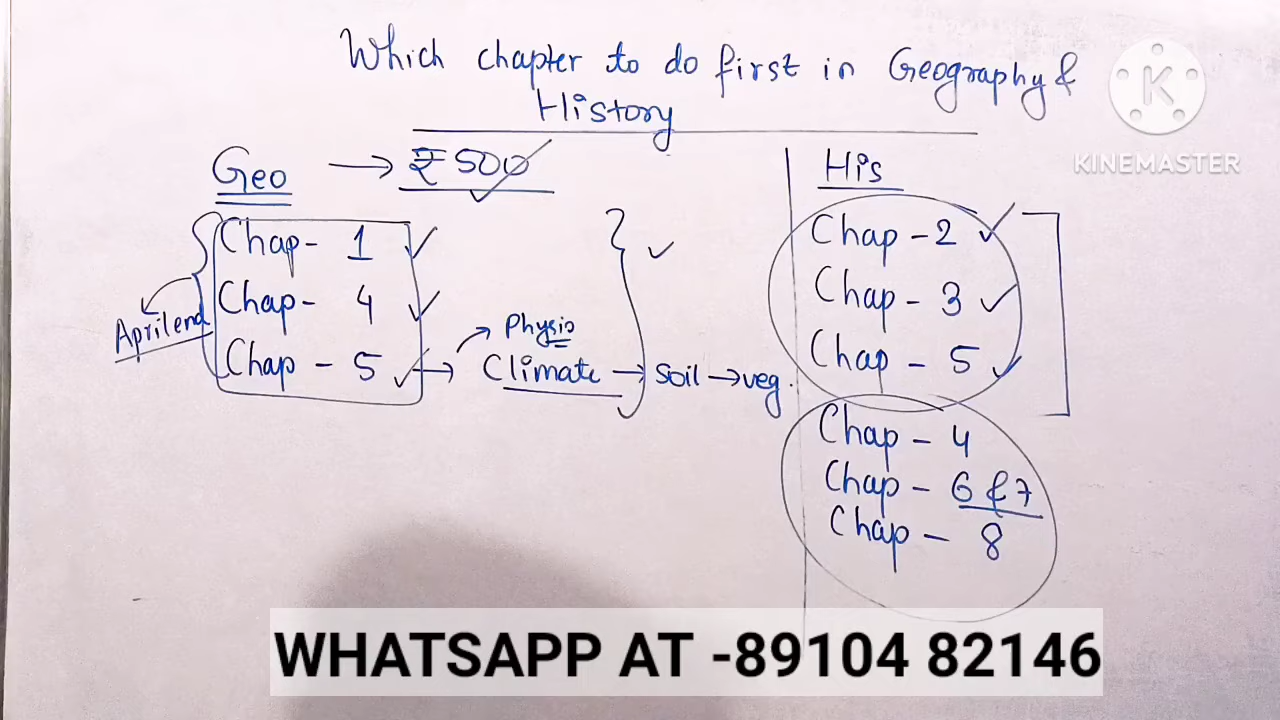 Which chapter to do first in Geography &
History
KINEMASTER
Geo → ₹500
Chap - 1
Chap - 4
Chap - 5 → Climate → Soil → veg.
Physio
April end
His
Chap - 2
Chap - 3
Chap - 5
Chap - 4
Chap - 6 & 7
Chap - 8
WHATSAPP AT -89104 82146